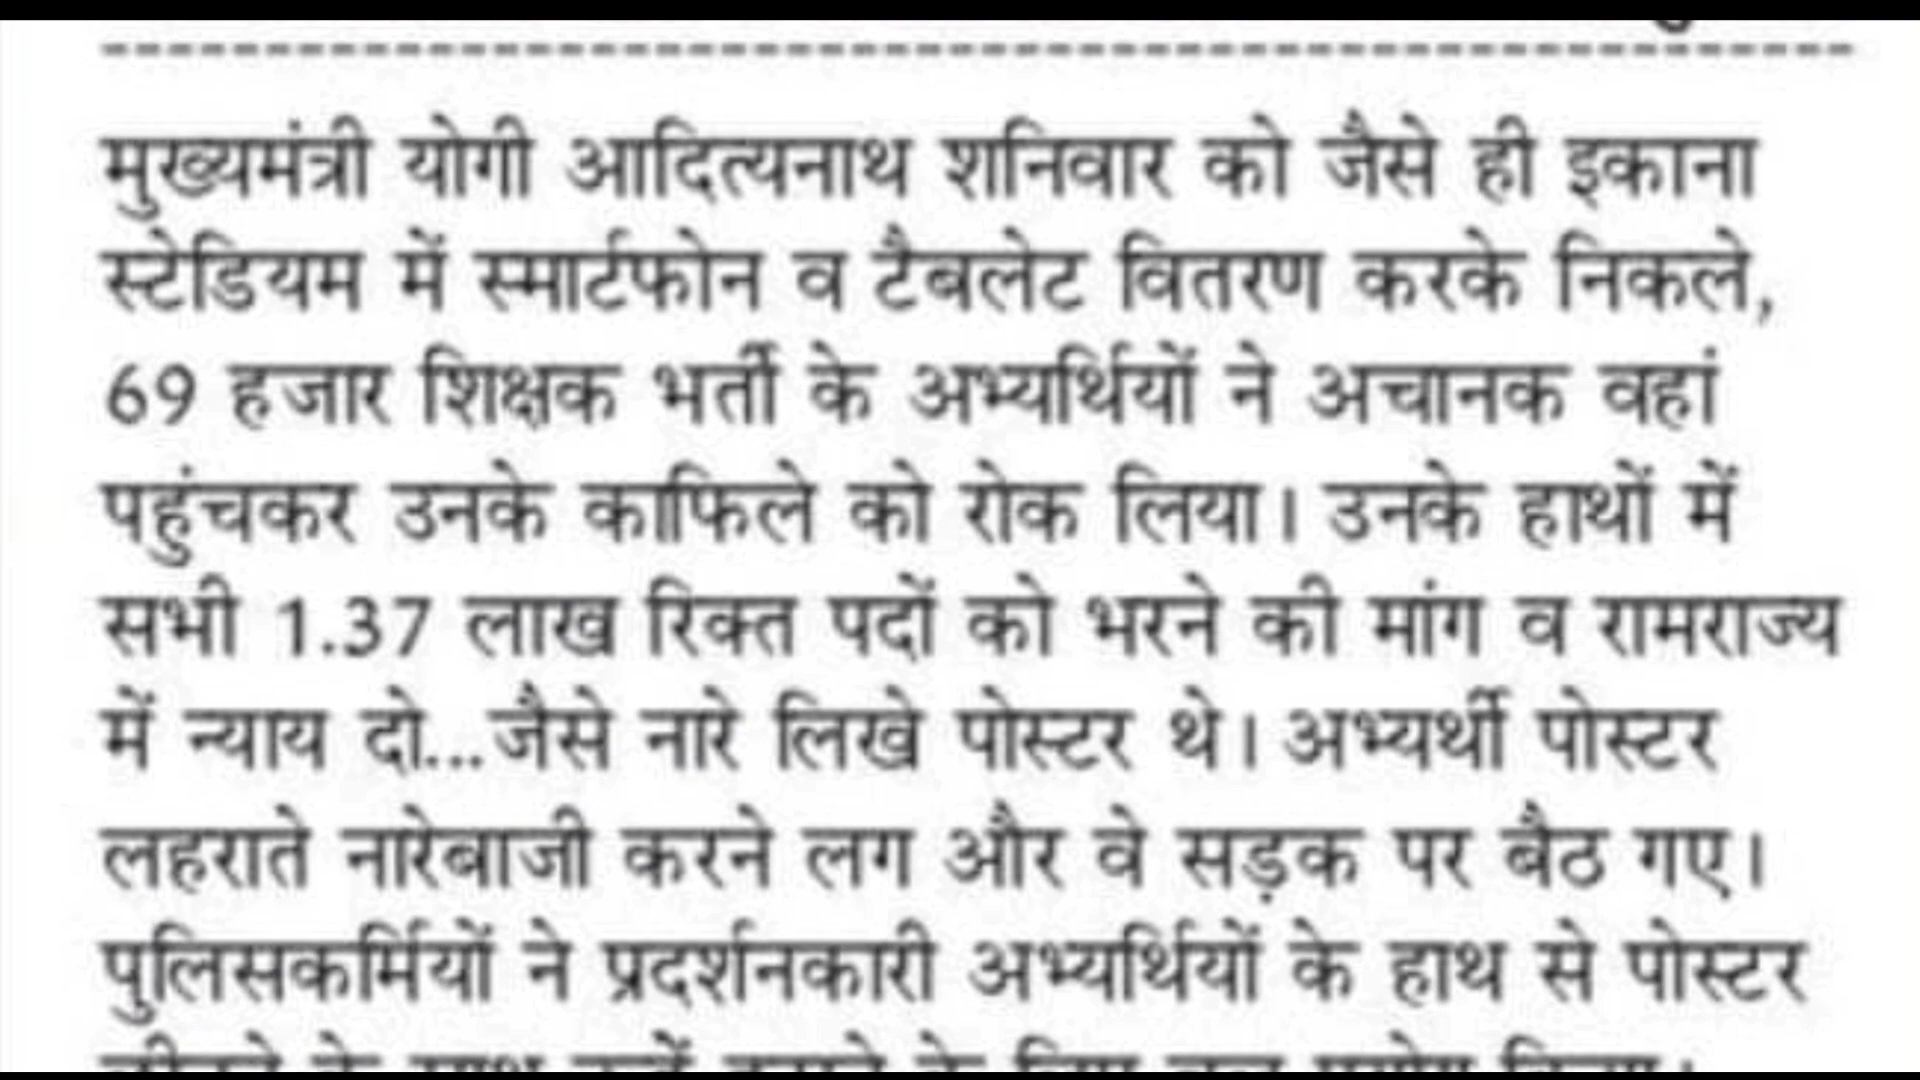 मुख्यमंत्री योगी आदित्यनाथ शनिवार को जैसे ही इकाना
स्टेडियम में स्मार्टफोन व टैबलेट वितरण करके निकले,
69 हजार शिक्षक भर्ती के अभ्यर्थियों ने अचानक वहां
पहुंचकर उनके काफिले को रोक लिया। उनके हाथों में
सभी 1.37 लाख रिक्त पदों को भरने की मांग व रामराज्य
में न्याय दो...जैसे नारे लिखे पोस्टर थे। अभ्यर्थी पोस्टर
लहराते नारेबाजी करने लग और वे सड़क पर बैठ गए।
पुलिसकर्मियों ने प्रदर्शनकारी अभ्यर्थियों के हाथ से पोस्टर